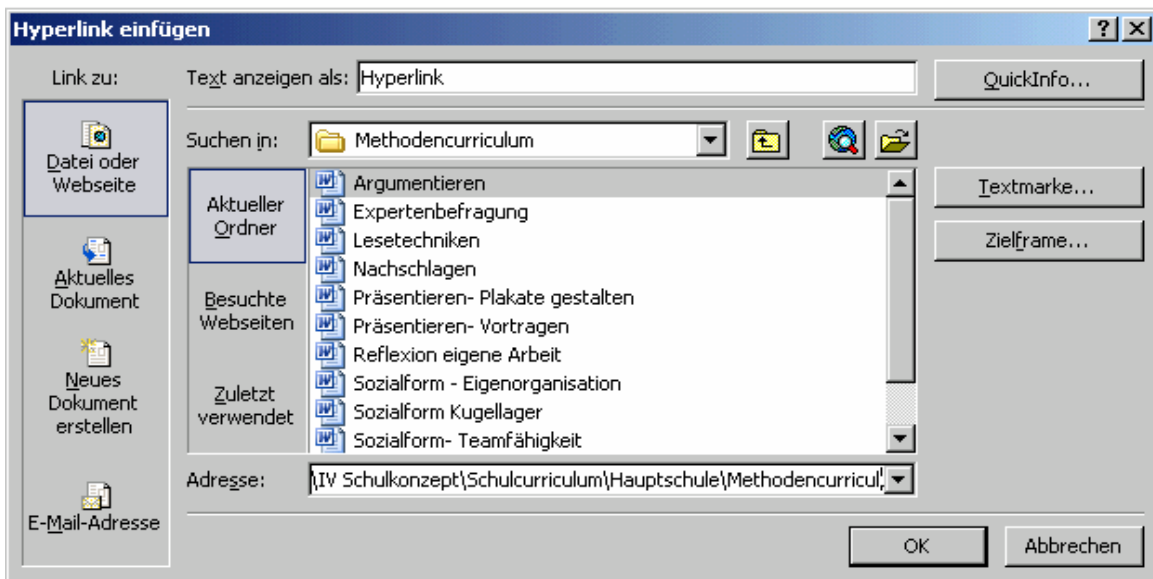 Hyperlink einfügen
Link zu:
Text anzeigen als: Hyperlink
QuickInfo...
Datei oder
Webseite
Aktuelles
Dokument
Neues
Dokument
erstellen
E-Mail-Adresse
Suchen in: Methodencurriculum
Aktueller
Ordner
Besuchte
Webseiten
Zuletzt
verwendet
Argumentieren
Expertenbefragung
Lesetechniken
Nachschlagen
Präsentieren- Plakate gestalten
Präsentieren- Vortragen
Reflexion eigene Arbeit
Sozialform - Eigenorganisation
Sozialform Kugellager
Sozialform- Teamfähigkeit
Textmarke...
Zielframe...
Adresse: \IV Schulkonzept\Schulcurriculum\Hauptschule\Methodencurricul
OK
Abbrechen